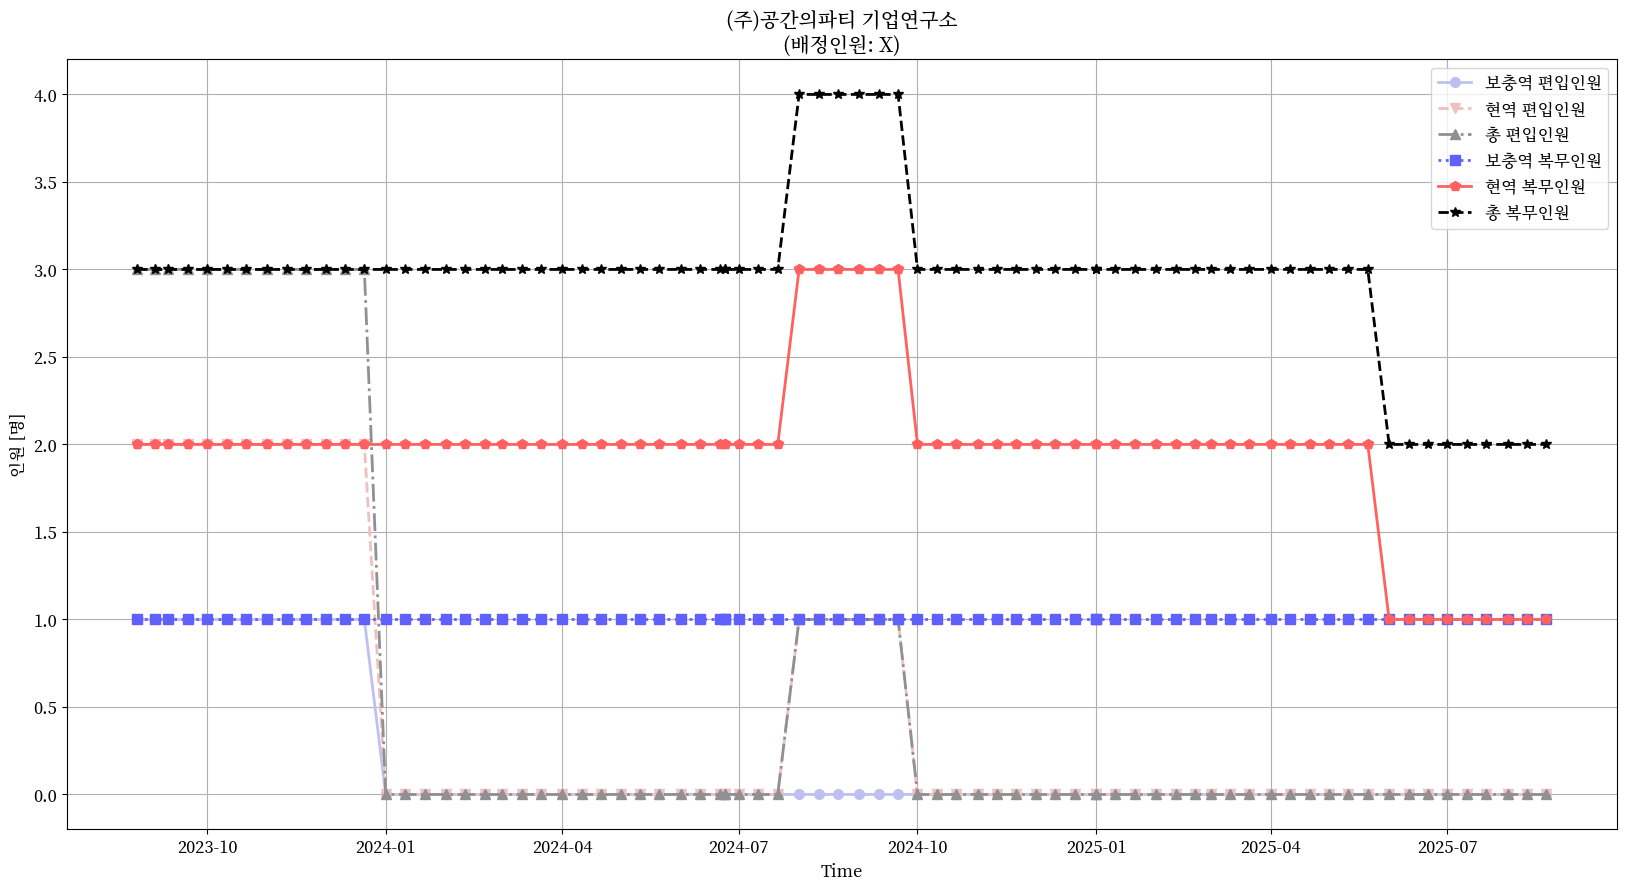 (주)공간의파티 기업연구소
(배정인원: X)
보충역 편입인원
현역 편입인원
총 편입인원
보충역 복무인원
현역 복무인원
총 복무인원
인원 [명]
4.0
3.5
3.0
2.5
2.0
1.5
1.0
0.5
0.0
2023-10 2024-01 2024-04 2024-07 2024-10 2025-01 2025-04 2025-07
Time